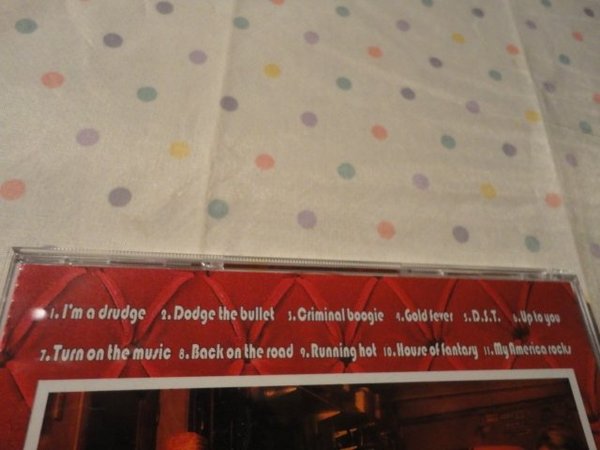 1. I'm a drudge 2. Dodge the bullet 3. Criminal boogie 4. Gold fever 5. D.S.T. 6. Up to you
7. Turn on the music 8. Back on the road 9. Running hot 10. House of fantasy 11. My America rocks